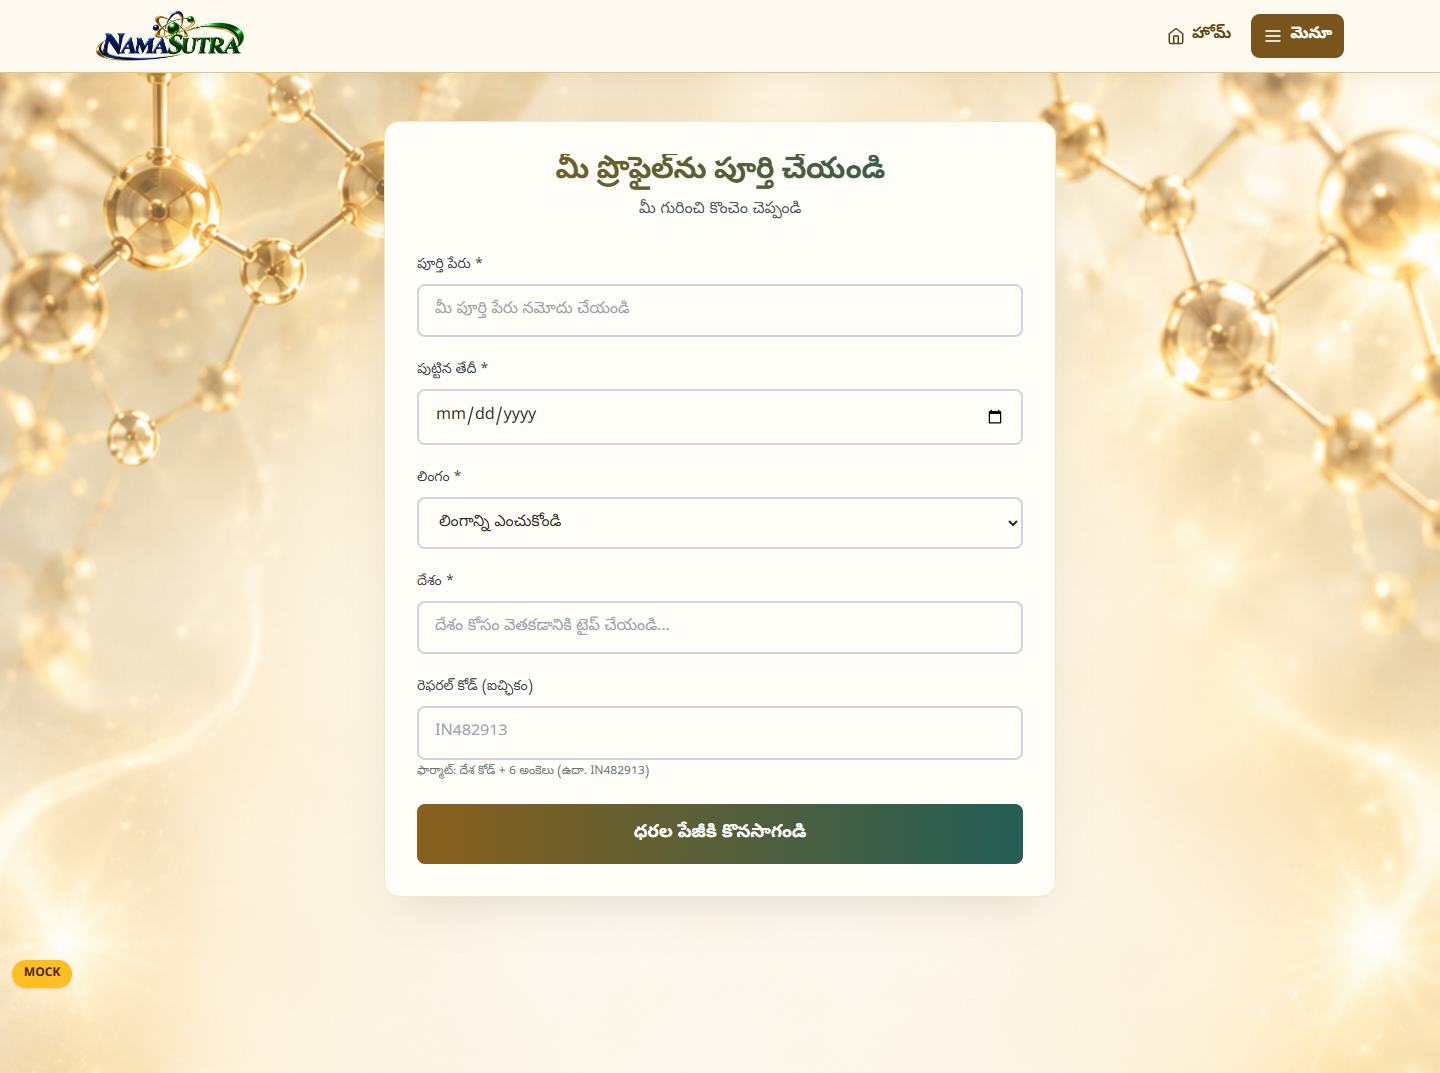 NAMASUTRA
హోమ్
మెనూ
మీ ప్రొఫైల్‌ను పూర్తి చేయండి
మీ గురించి కొంచెం చెప్పండి
పూర్తి పేరు *
మీ పూర్తి పేరు నమోదు చేయండి
పుట్టిన తేదీ *
mm/dd/yyyy
లింగం *
లింగాన్ని ఎంచుకోండి
దేశం *
దేశం కోసం వెతకడానికి టైప్ చేయండి...
రెఫరల్ కోడ్ (ఐచ్ఛికం)
IN482913
ఫార్మాట్: దేశ కోడ్ + 6 అంకెలు (ఉదా. IN482913)
ధరల పేజీకి కొనసాగండి
MOCK